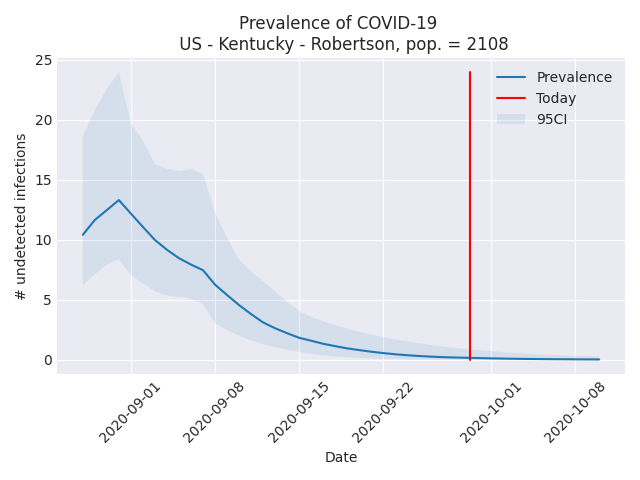 Prevalence of COVID-19
US - Kentucky - Robertson, pop. = 2108
25
20
15
10
5
0
# undetected infections
Prevalence
Today
95CI
2020-09-01
2020-09-08
2020-09-15
2020-09-22
2020-10-01
2020-10-08
Date